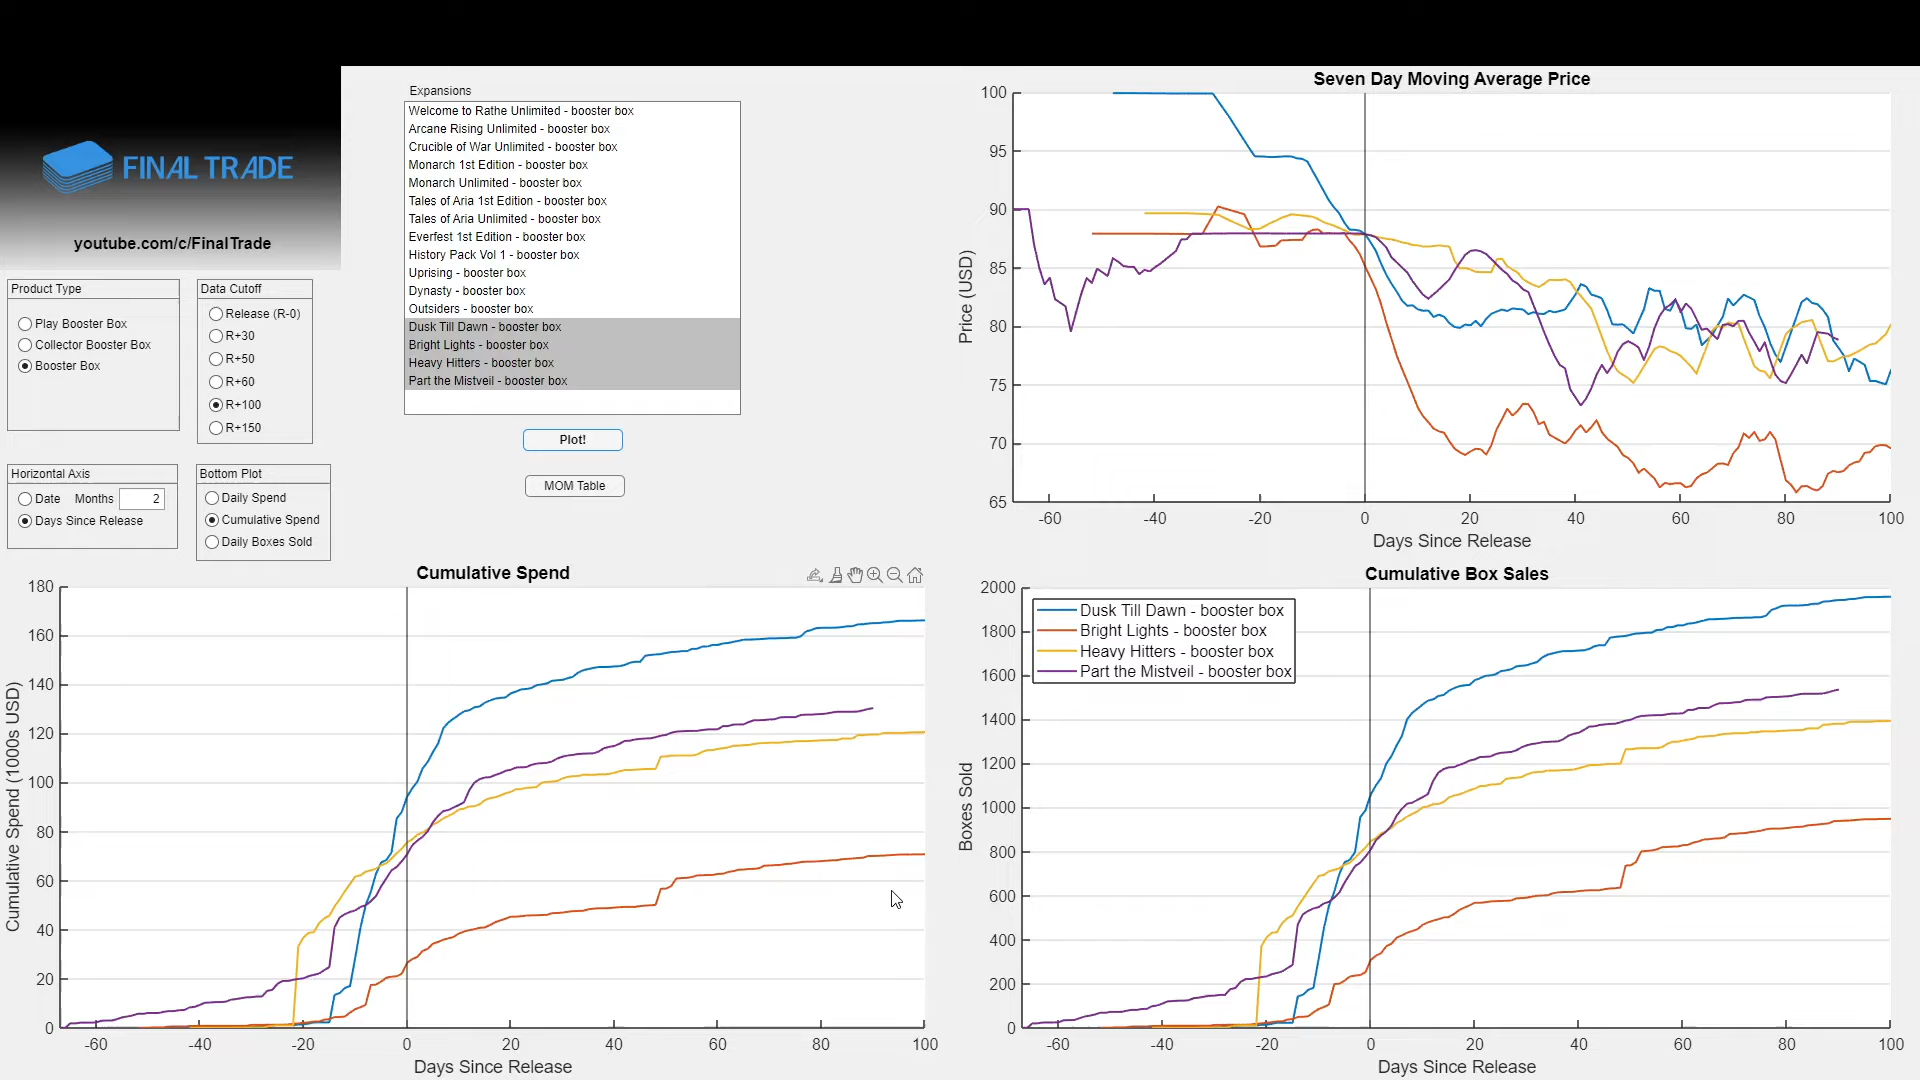 FINAL TRADE
youtube.com/c/FinalTrade
Product Type
Play Booster Box
Collector Booster Box
Booster Box
Data Cutoff
Release (R-0)
R+30
R+50
R+60
R+100
R+150
Horizontal Axis
Date Months 2
Days Since Release
Bottom Plot
Daily Spend
Cumulative Spend
Daily Boxes Sold
Expansions
Welcome to Rathe Unlimited - booster box
Arcane Rising Unlimited - booster box
Crucible of War Unlimited - booster box
Monarch 1st Edition - booster box
Monarch Unlimited - booster box
Tales of Aria 1st Edition - booster box
Tales of Aria Unlimited - booster box
Everfest 1st Edition - booster box
History Pack Vol 1 - booster box
Uprising - booster box
Dynasty - booster box
Outsiders - booster box
Dusk Till Dawn - booster box
Bright Lights - booster box
Heavy Hitters - booster box
Part the Mistveil - booster box
Plot!
MOM Table
Seven Day Moving Average Price
100
95
90
85
80
75
70
65
Price (USD)
-60 -40 -20 0 20 40 60 80 100
Days Since Release
Cumulative Spend
180
160
140
120
100
80
60
40
20
0
Cumulative Spend (1000s USD)
-60 -40 -20 0 20 40 60 80 100
Days Since Release
Cumulative Box Sales
2000
1800
1600
1400
1200
1000
800
600
400
200
0
Boxes Sold
Dusk Till Dawn - booster box
Bright Lights - booster box
Heavy Hitters - booster box
Part the Mistveil - booster box
-60 -40 -20 0 20 40 60 80 100
Days Since Release